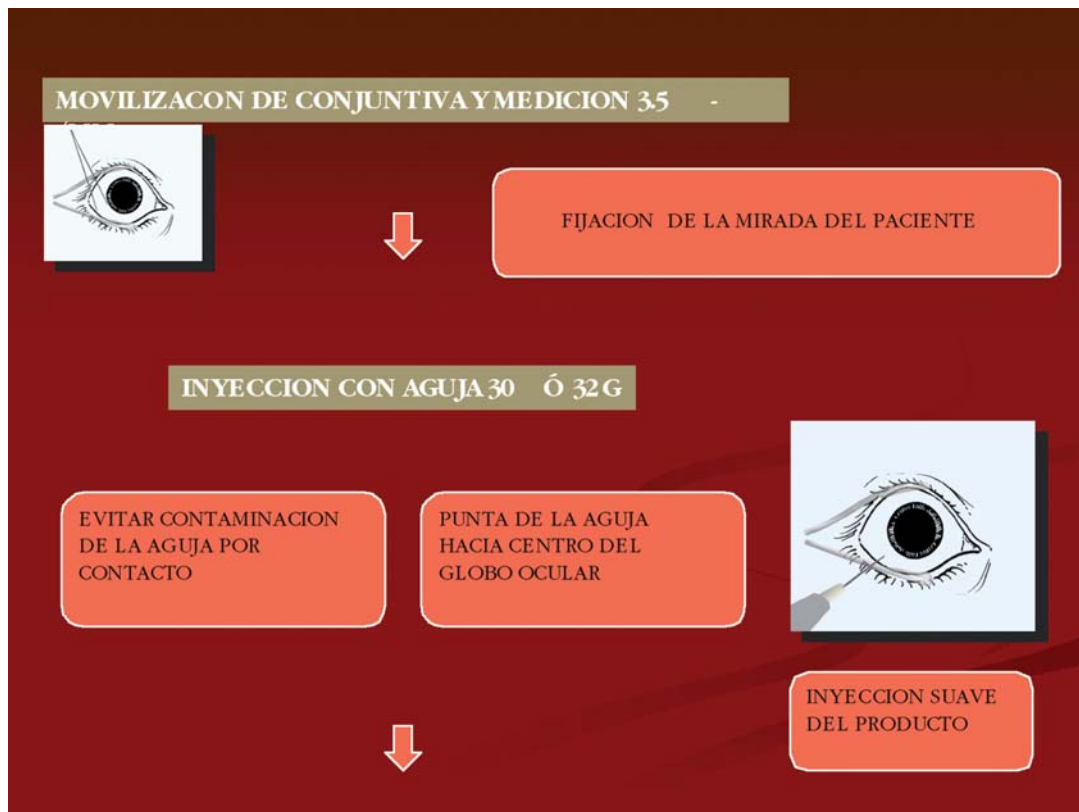 MOVILIZACON DE CONJUNTIVA Y MEDICION 3.5 -
FIJACION DE LA MIRADA DEL PACIENTE
INYECCION CON AGUJA 30 Ó 32 G
EVITAR CONTAMINACION
DE LA AGUJA POR
CONTACTO
PUNTA DE LA AGUJA
HACIA CENTRO DEL
GLOBO OCULAR
INYECCION SUAVE
DEL PRODUCTO